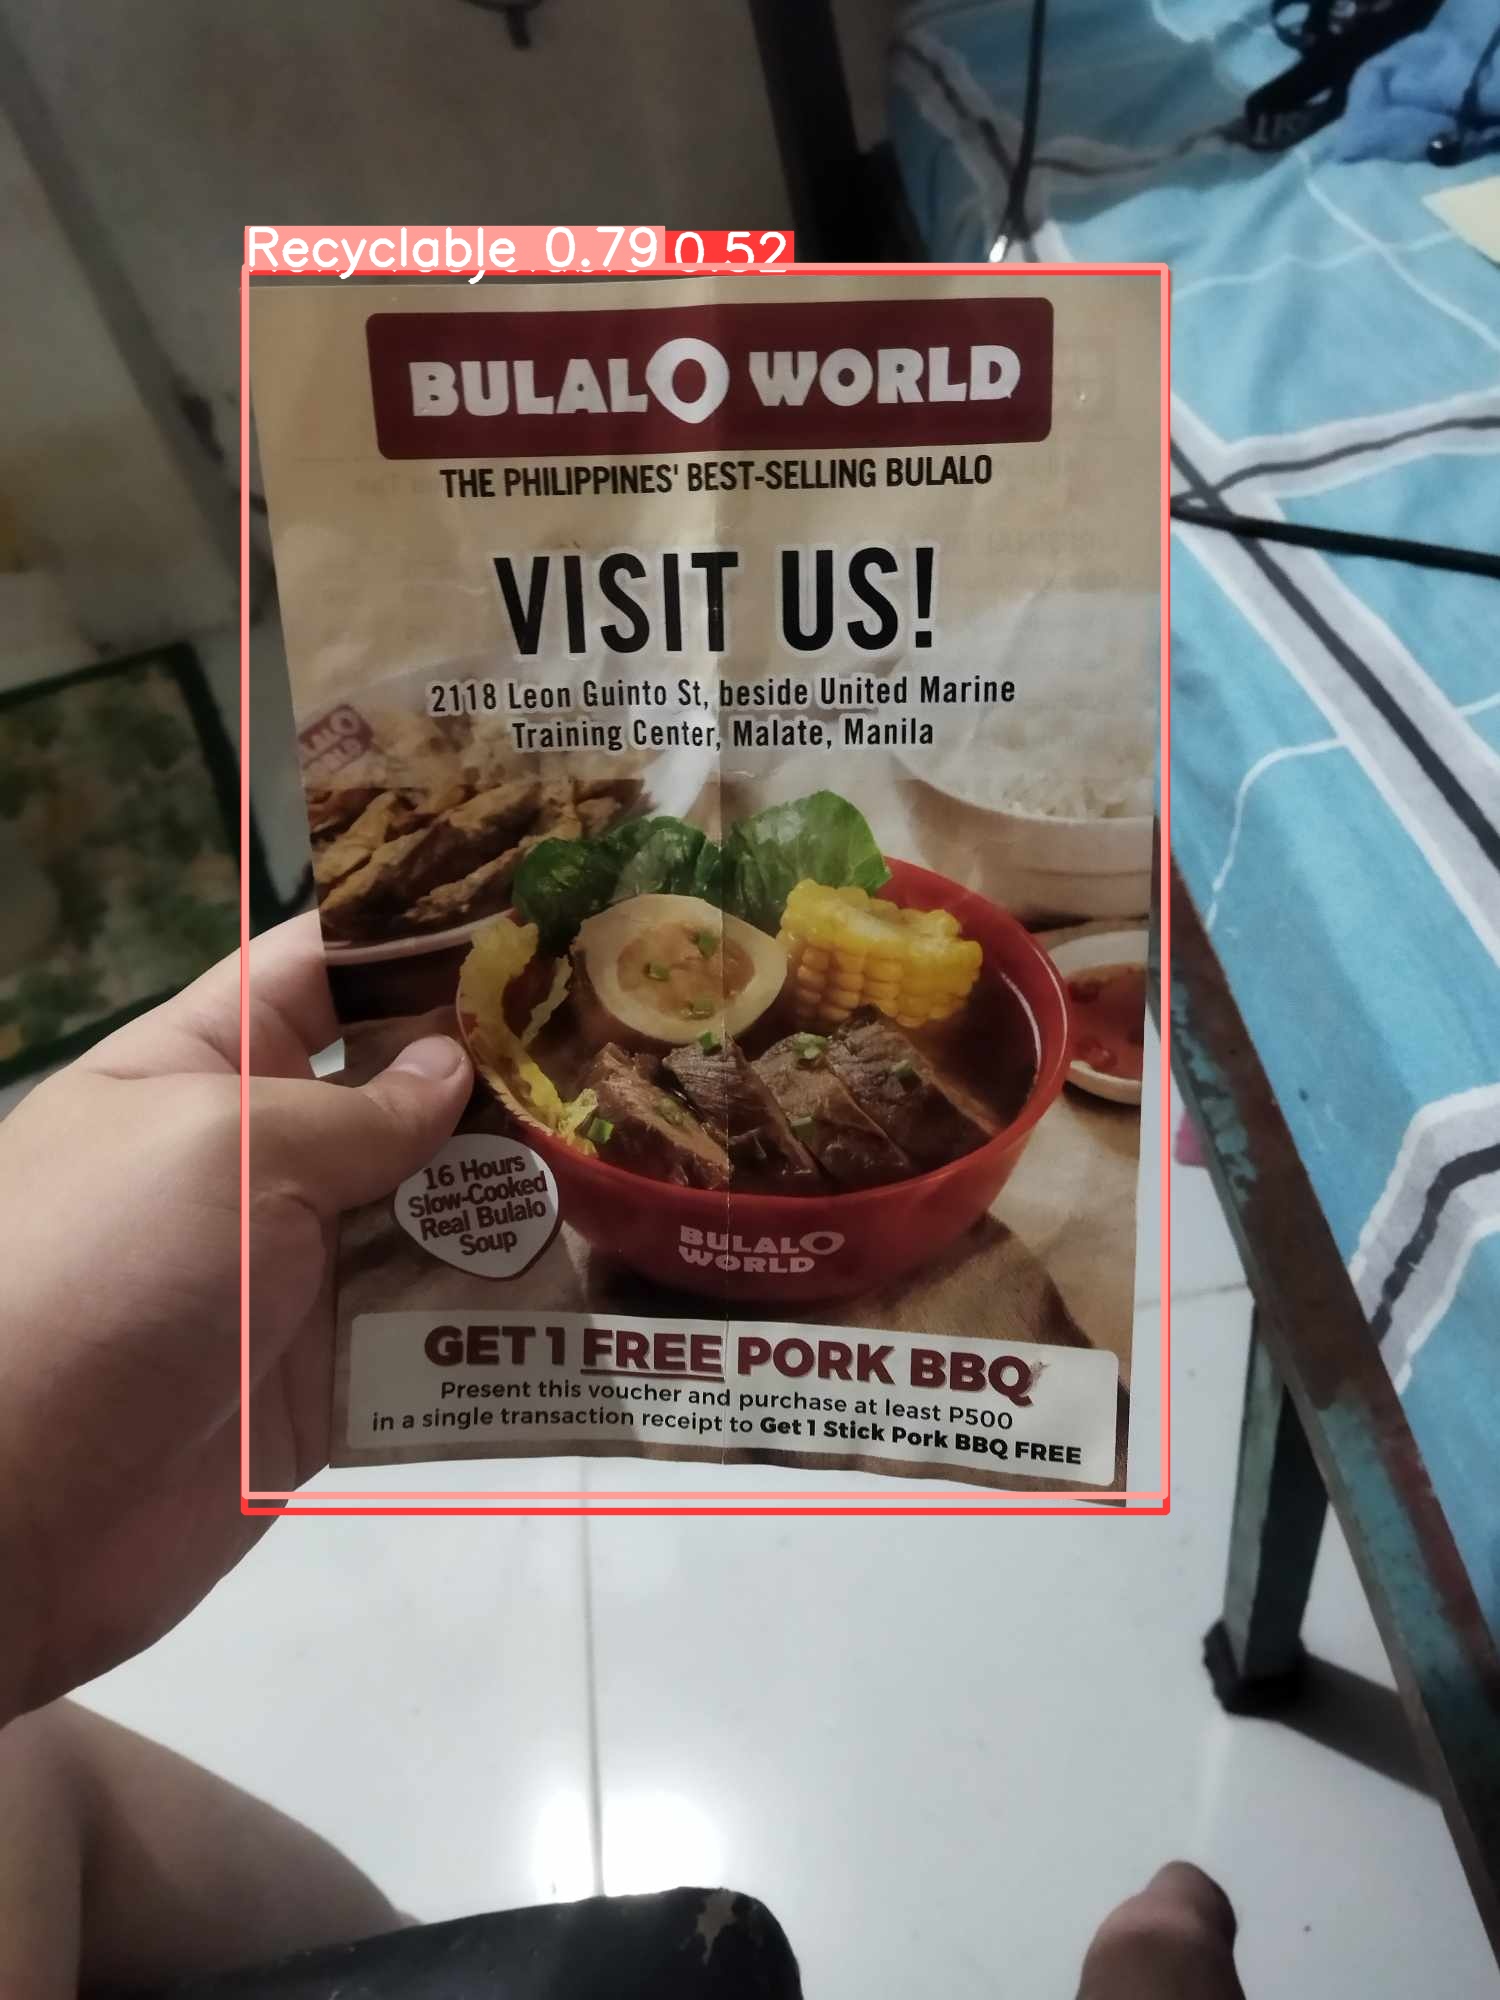 Recyclable 0.79 0.52
BULALO WORLD
THE PHILIPPINES' BEST-SELLING BULALO
VISIT US!
2118 Leon Guinto St, beside United Marine
Training Center, Malate, Manila
16 Hours
Slow-Cooked
Real Bulalo
Soup
BULALO
WORLD
GET 1 FREE PORK BBQ
Present this voucher and purchase at least P500
in a single transaction receipt to Get 1 Stick Pork BBQ FREE